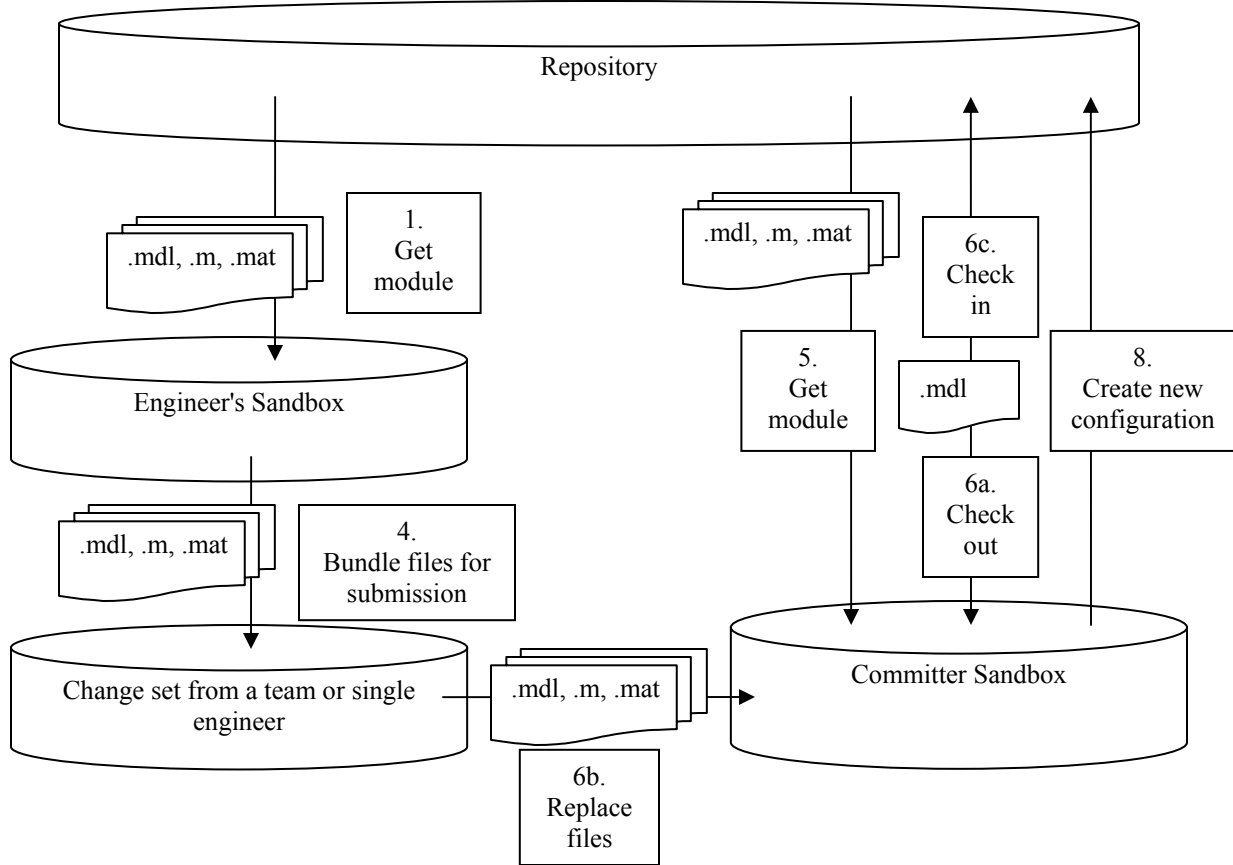 Repository
.mdl, .m, .mat
1.
Get
module
.mdl, .m, .mat
6c.
Check
in
Engineer's Sandbox
5.
Get
module
.mdl
8.
Create new
configuration
.mdl, .m, .mat
4.
Bundle files for
submission
6a.
Check
out
Change set from a team or single
engineer
.mdl, .m, .mat
Committer Sandbox
6b.
Replace
files